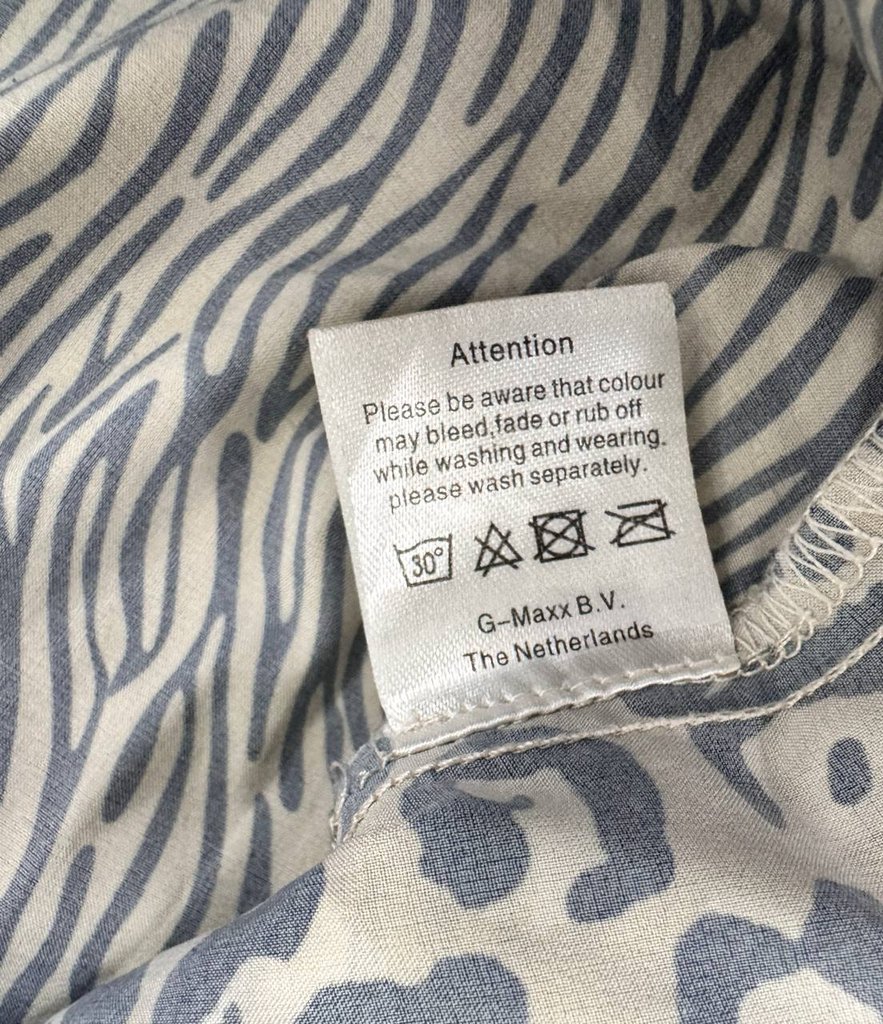 Attention
Please be aware that colour
may bleed,fade or rub off
while washing and wearing.
please wash separately.
30°
G-Maxx B.V.
The Netherlands